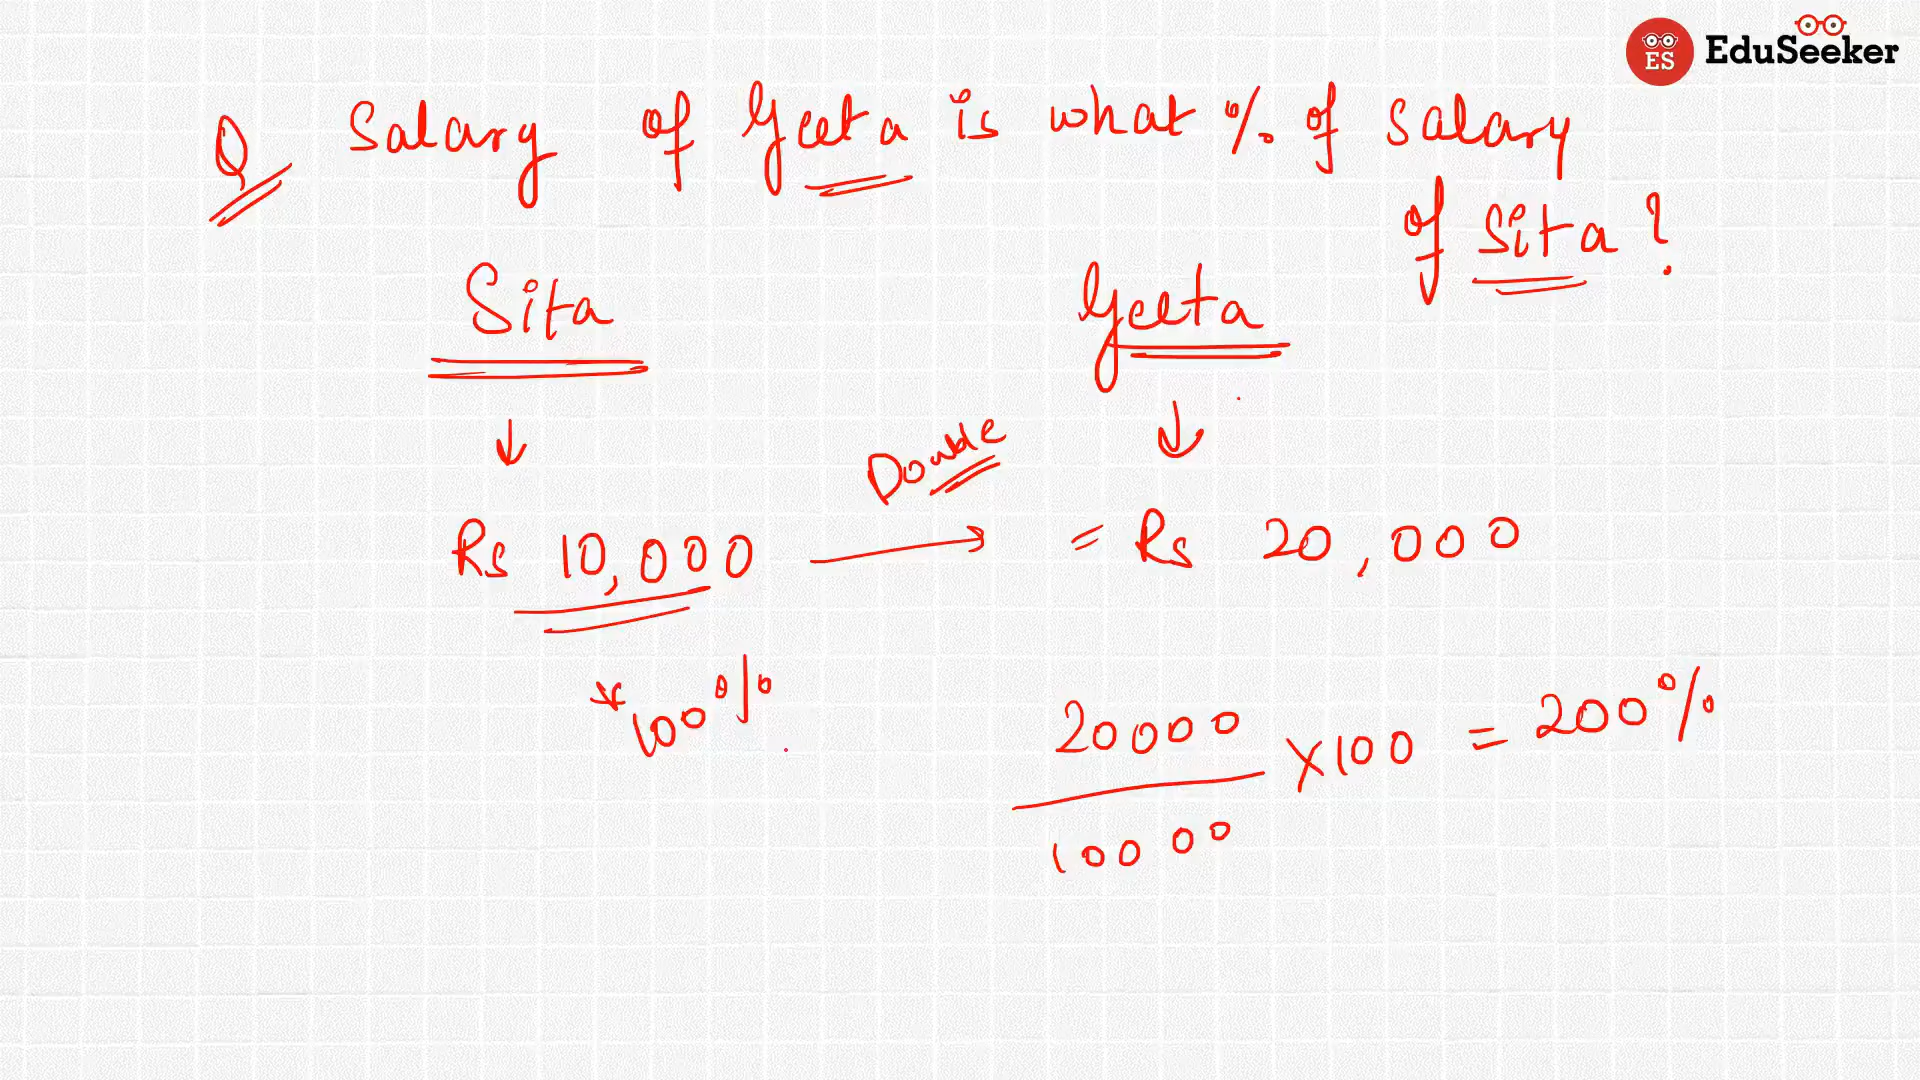 ES EduSeeker
Q Salary of Geeta is what % of salary
of Sita?
Sita Geeta
Double
Rs 10,000 = Rs 20,000
100%
20000
X100 = 200%
10000